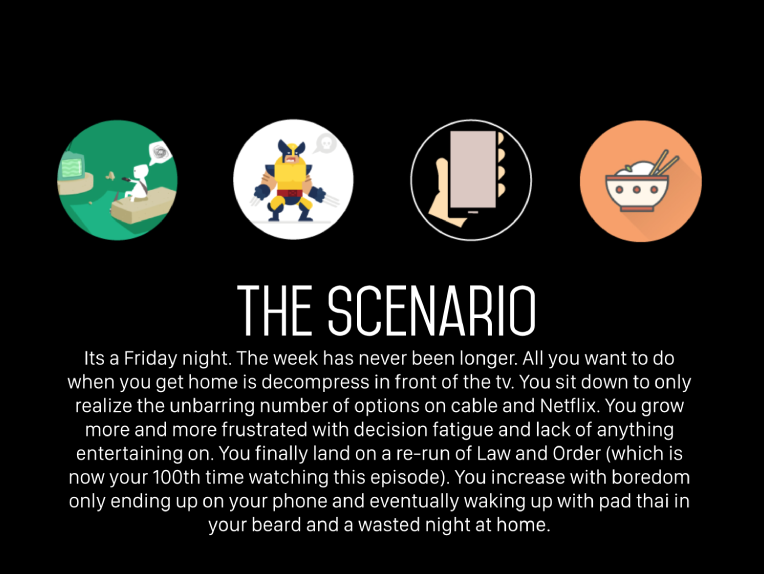 THE SCENARIO
Its a Friday night. The week has never been longer. All you want to do
when you get home is decompress in front of the tv. You sit down to only
realize the unbarring number of options on cable and Netflix. You grow
more and more frustrated with decision fatigue and lack of anything
entertaining on. You finally land on a re-run of Law and Order (which is
now your 100th time watching this episode). You increase with boredom
only ending up on your phone and eventually waking up with pad thai in
your beard and a wasted night at home.